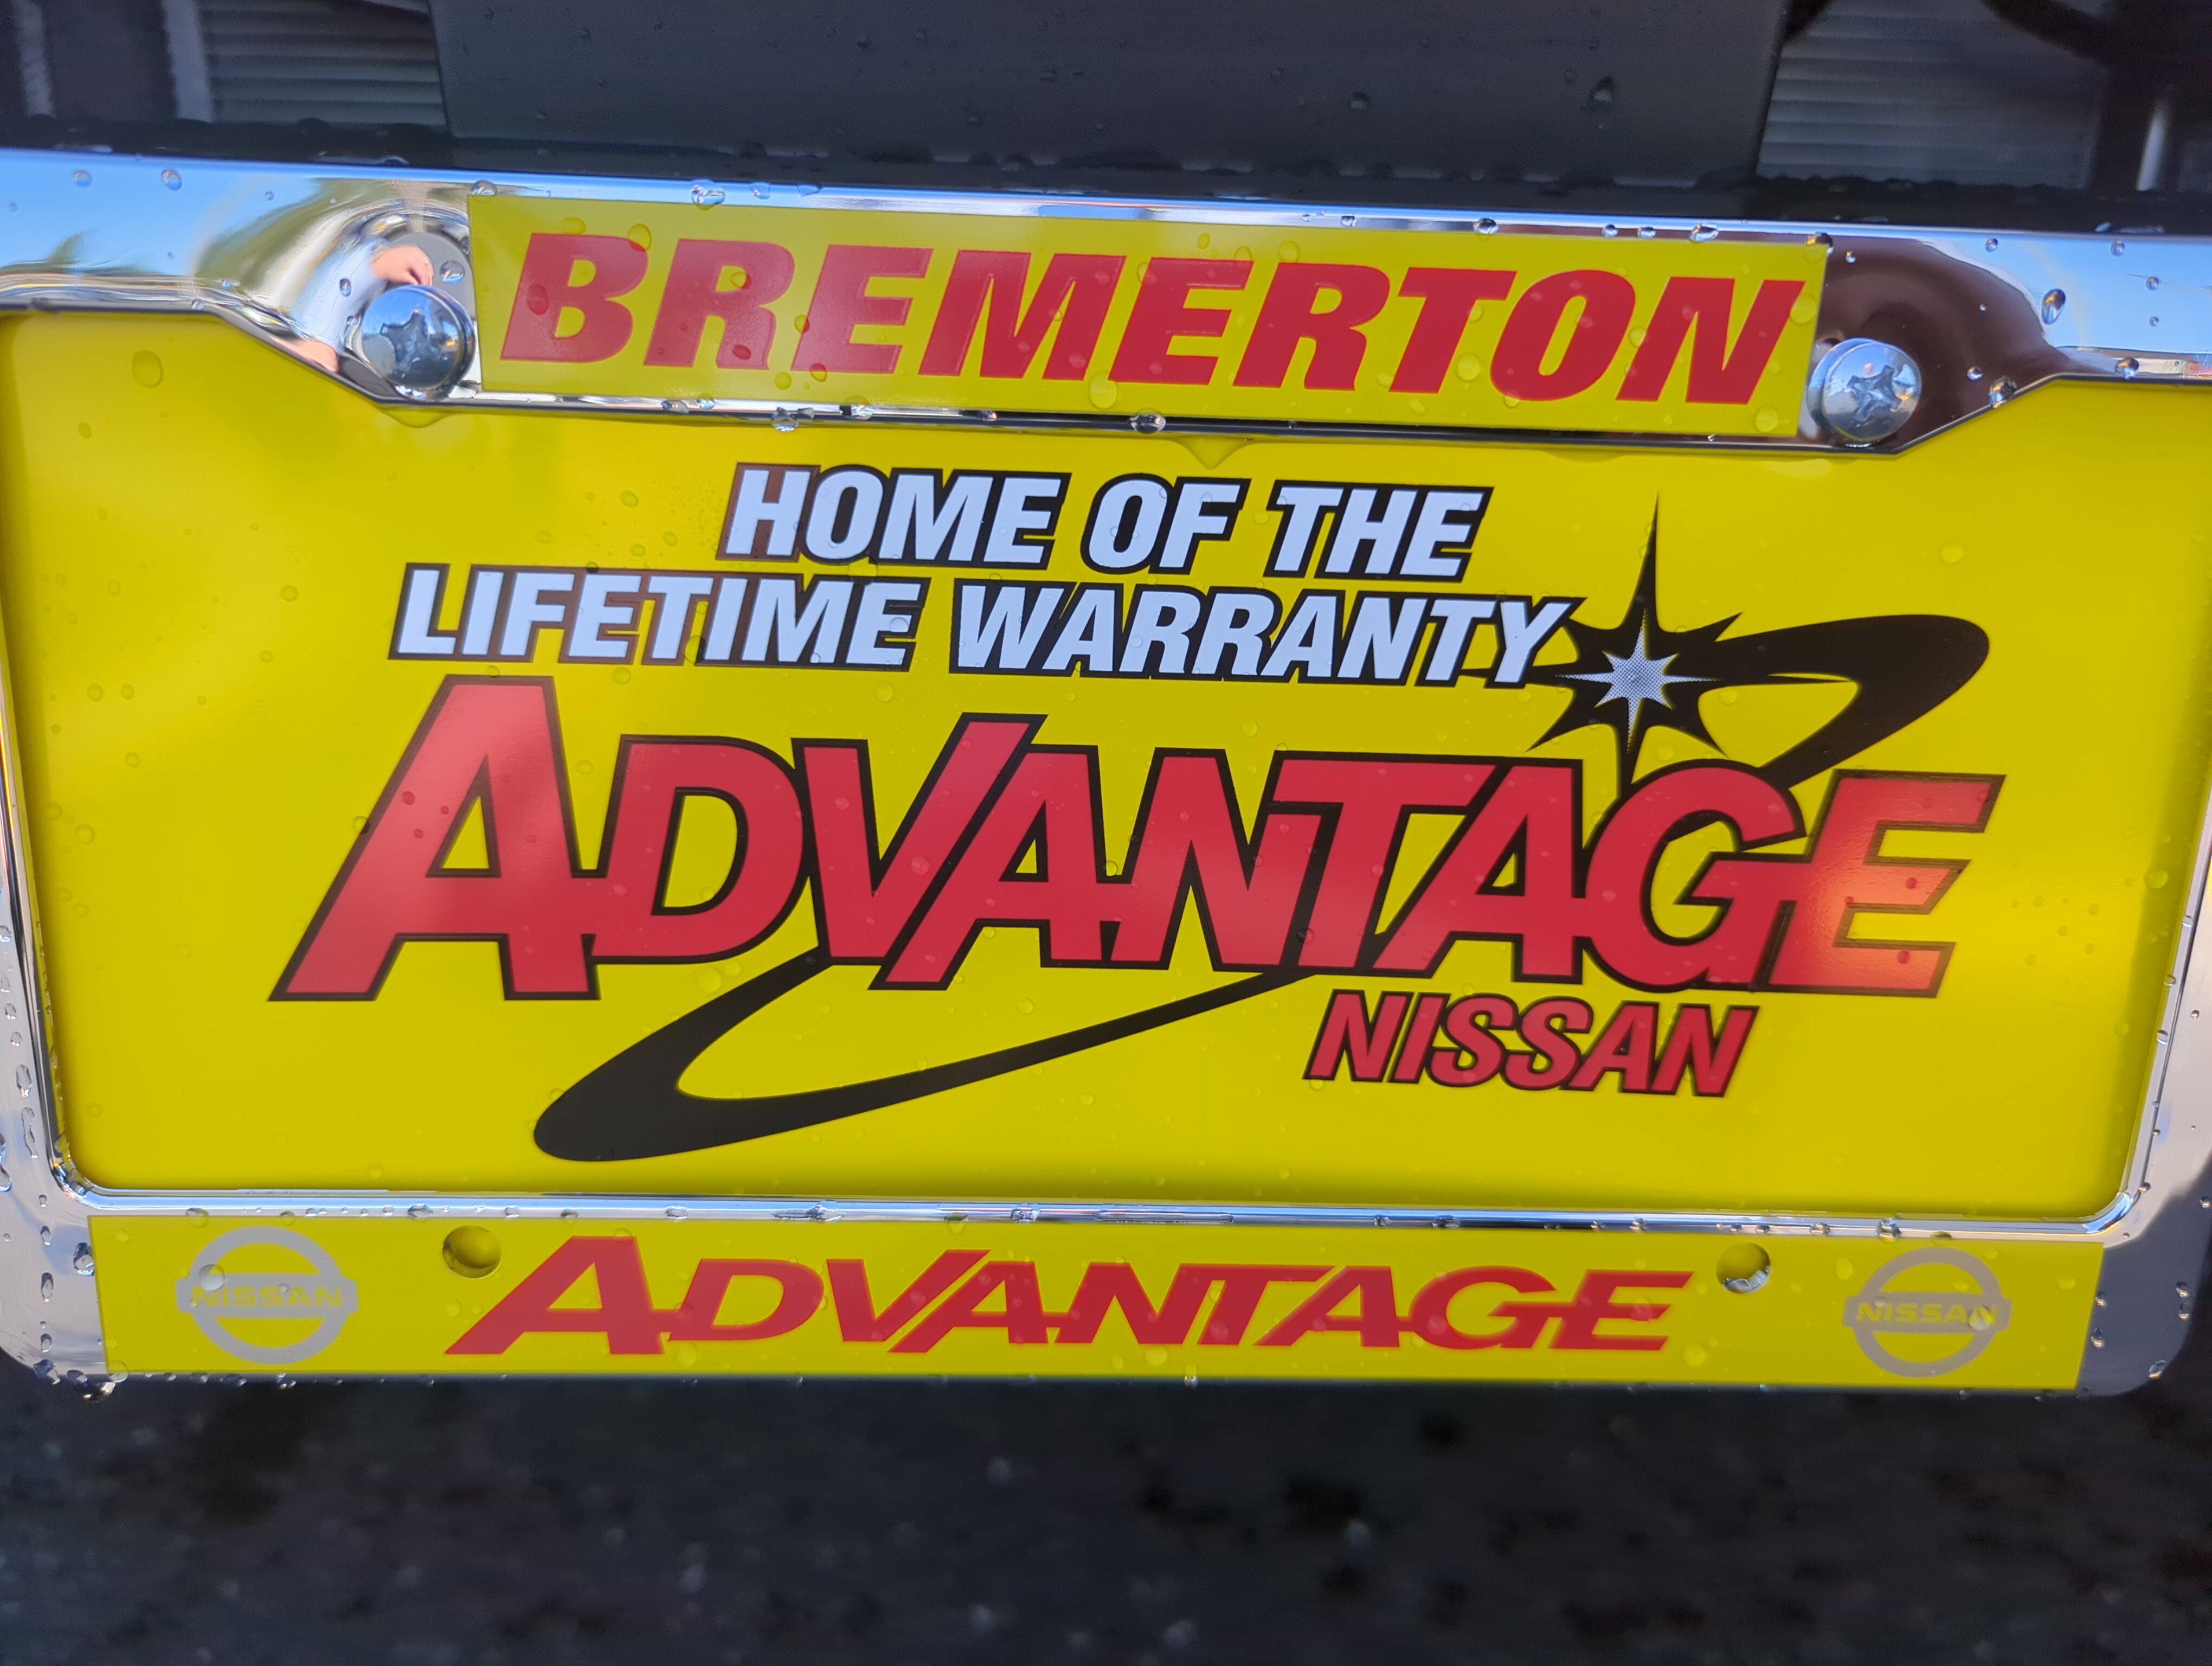 BREMERTON
HOME OF THE
LIFETIME WARRANTY
ADVANTAGE
NISSAN
NISSAN ADVANTAGE NISSAN